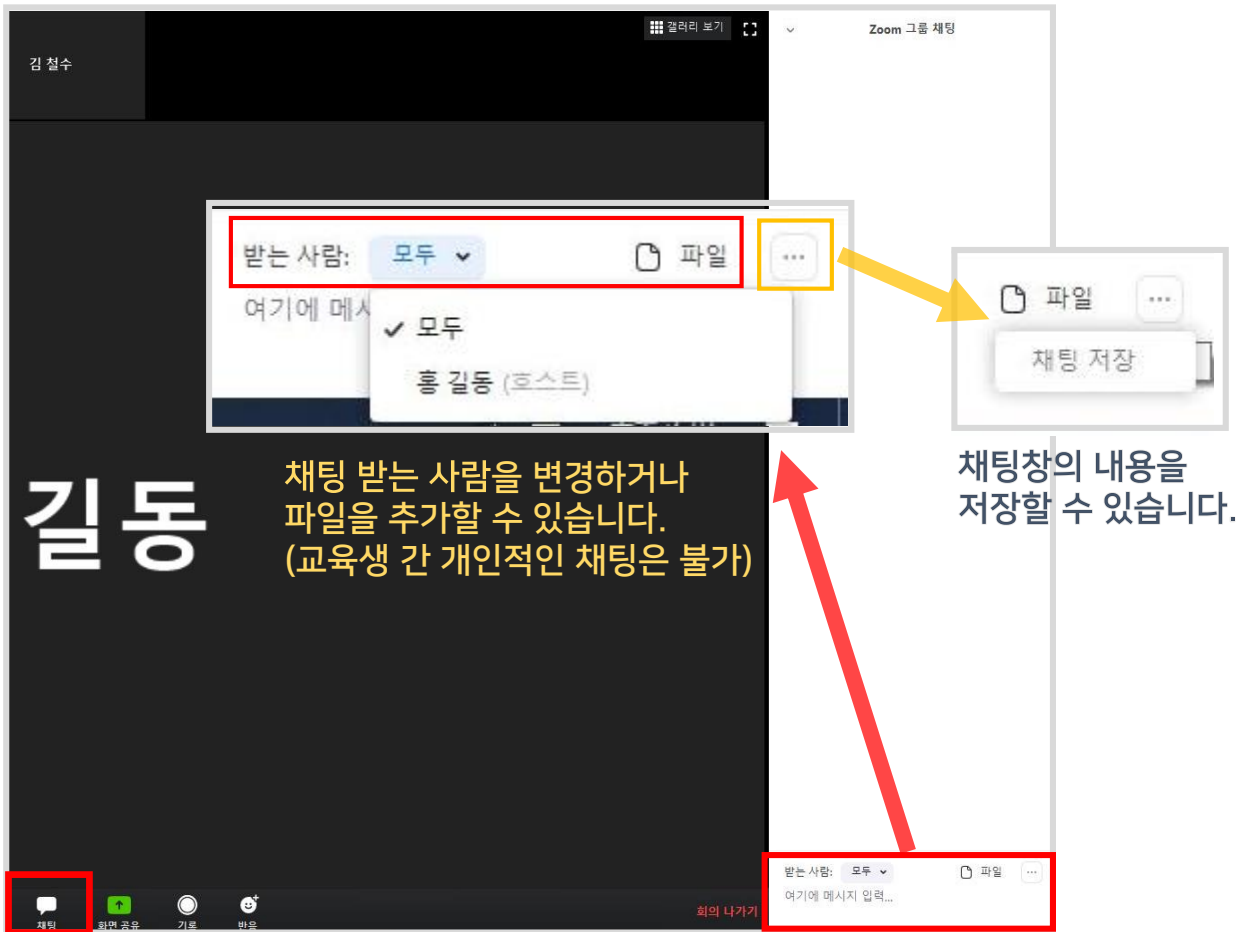 갤러리 보기
Zoom 그룹 채팅
김 철수
받는 사람: 모두 파일 ...
여기에 메시
모두
홍 길동 (호스트)
파일 ...
채팅 저장
채팅창의 내용을
저장할 수 있습니다.
길동
채팅 받는 사람을 변경하거나
파일을 추가할 수 있습니다.
(교육생 간 개인적인 채팅은 불가)
받는 사람: 모두 파일 ...
여기에 메시지 입력...
채팅 화면 공유 기록 반응 회의 나가기